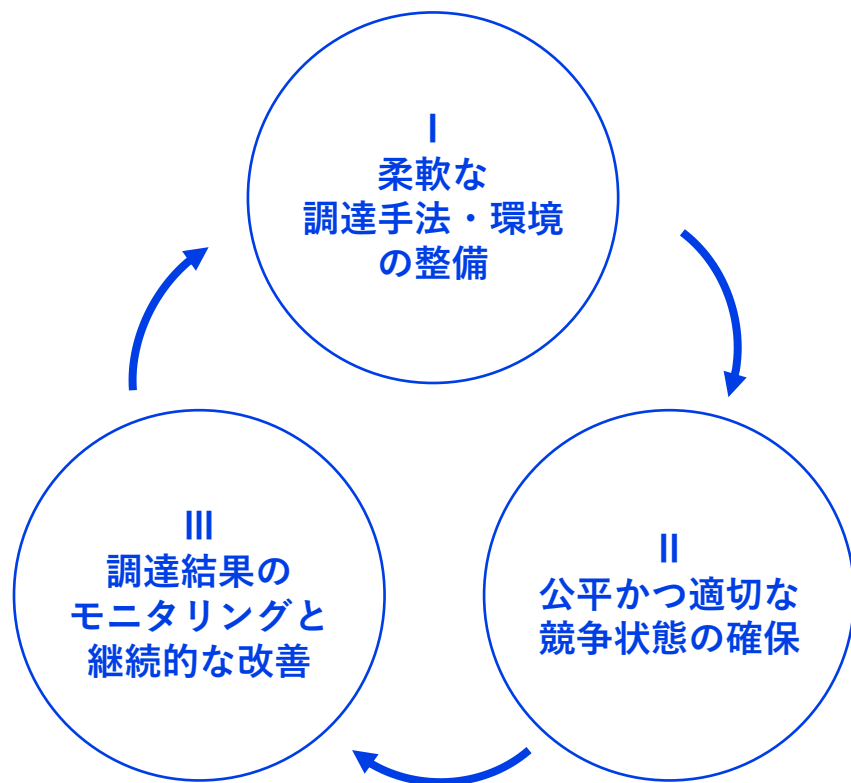 Ⅰ
柔軟な
調達手法・環境
の整備
Ⅱ
公平かつ適切な
競争状態の確保
Ⅲ
調達結果の
モニタリングと
継続的な改善